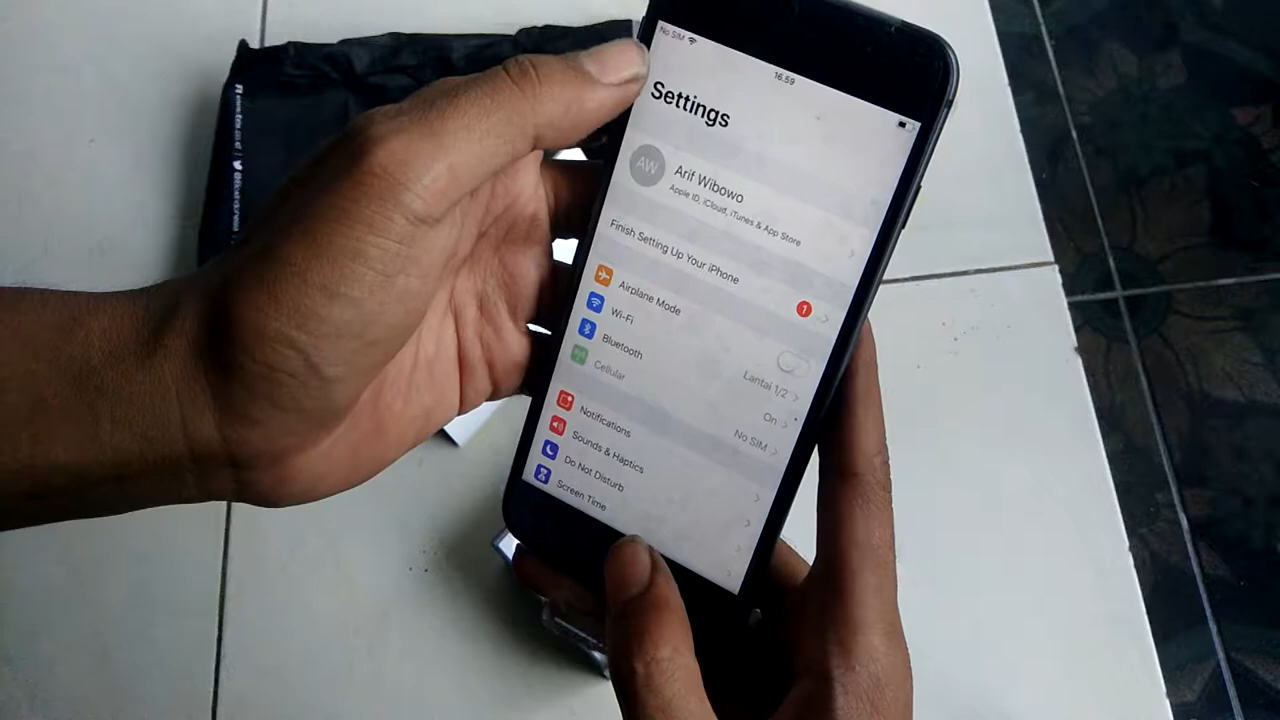 No SIM
16.59
Settings
AW
Arif Wibowo
Apple ID, iCloud, iTunes & App Store
Finish Setting Up Your iPhone
1
Airplane Mode
Wi-Fi
Lantai 1/2
Bluetooth
On
Cellular
No SIM
Notifications
Sounds & Haptics
Do Not Disturb
Screen Time